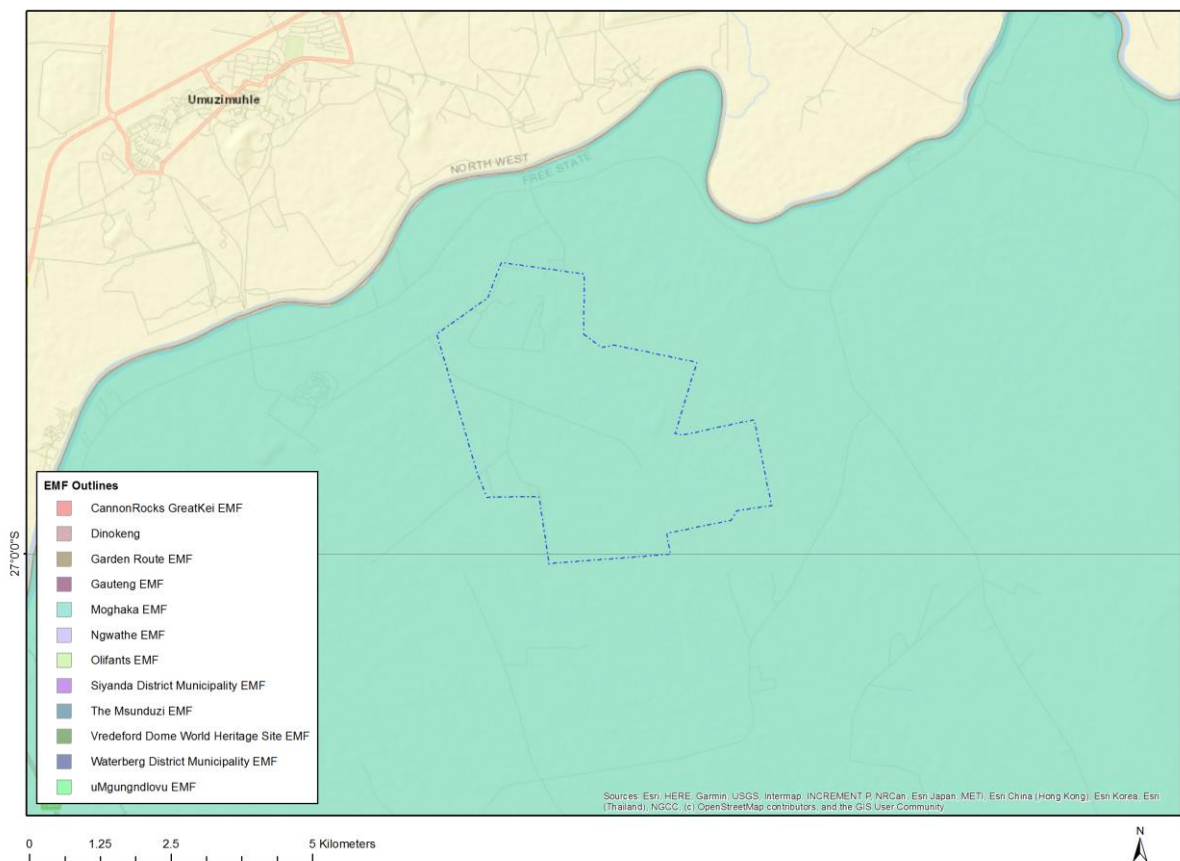 Umuzimuhle
NORTH WEST
FREE STATE
27°0'0"S
EMF Outlines
CannonRocks GreatKei EMF
Dinokeng
Garden Route EMF
Gauteng EMF
Moghaka EMF
Ngwathe EMF
Olifants EMF
Siyanda District Municipality EMF
The Msunduzi EMF
Vredeford Dome World Heritage Site EMF
Waterberg District Municipality EMF
uMgungndlovu EMF
Sources: Esri, HERE, Garmin, USGS, Intermap, INCREMENT P, NRCan, Esri Japan, METI, Esri China (Hong Kong), Esri Korea, Esri
(Thailand), NGCC, (c) OpenStreetMap contributors, and the GIS User Community
0 1.25 2.5 5 Kilometers
N